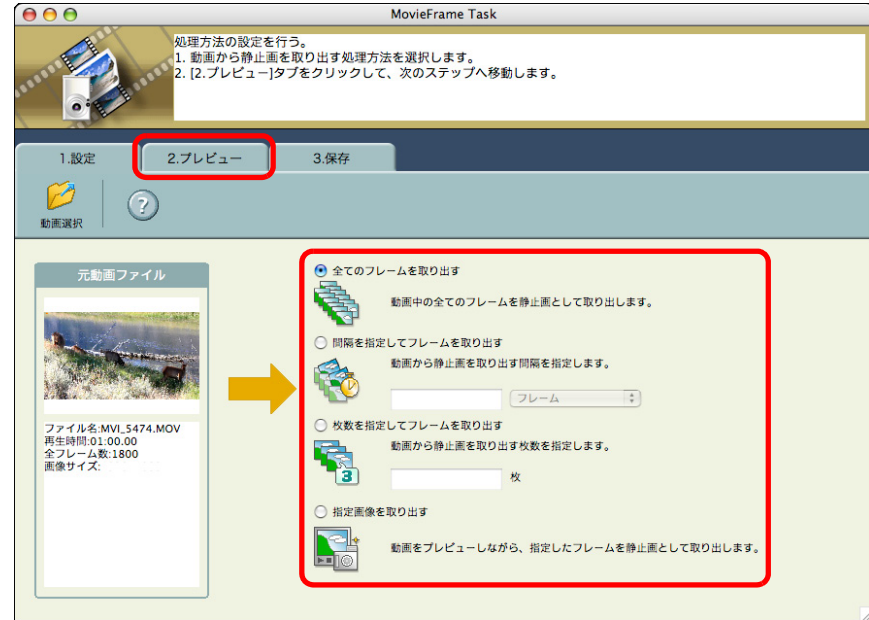 MovieFrame Task
処理方法の設定を行う。
1. 動画から静止画を取り出す処理方法を選択します。
2. [2.プレビュー]タブをクリックして、次のステップへ移動します。
1.設定
2.プレビュー
3.保存
動画選択
?
元動画ファイル
ファイル名:MVI_5474.MOV
再生時間:01:00.00
全フレーム数:1800
画像サイズ:
全てのフレームを取り出す
動画中の全てのフレームを静止画として取り出します。
間隔を指定してフレームを取り出す
動画から静止画を取り出す間隔を指定します。
フレーム
枚数を指定してフレームを取り出す
動画から静止画を取り出す枚数を指定します。
3
枚
指定画像を取り出す
動画をプレビューしながら、指定したフレームを静止画として取り出します。